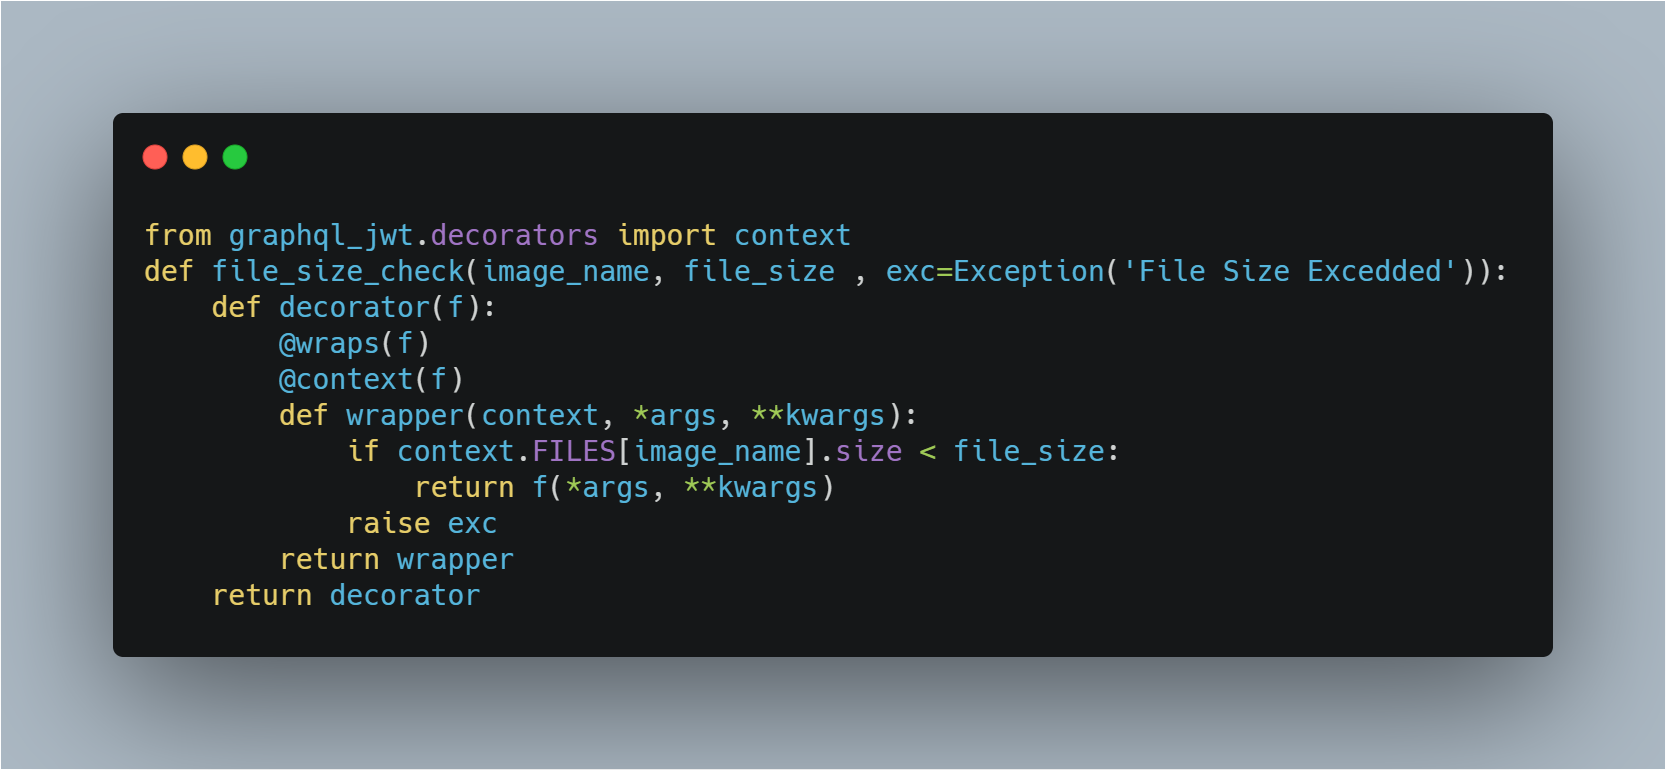 from graphql_jwt.decorators import context
def file_size_check(image_name, file_size , exc=Exception('File Size Excedded')):
    def decorator(f):
        @wraps(f)
        @context(f)
        def wrapper(context, *args, **kwargs):
            if context.FILES[image_name].size < file_size:
                return f(*args, **kwargs)
            raise exc
        return wrapper
    return decorator